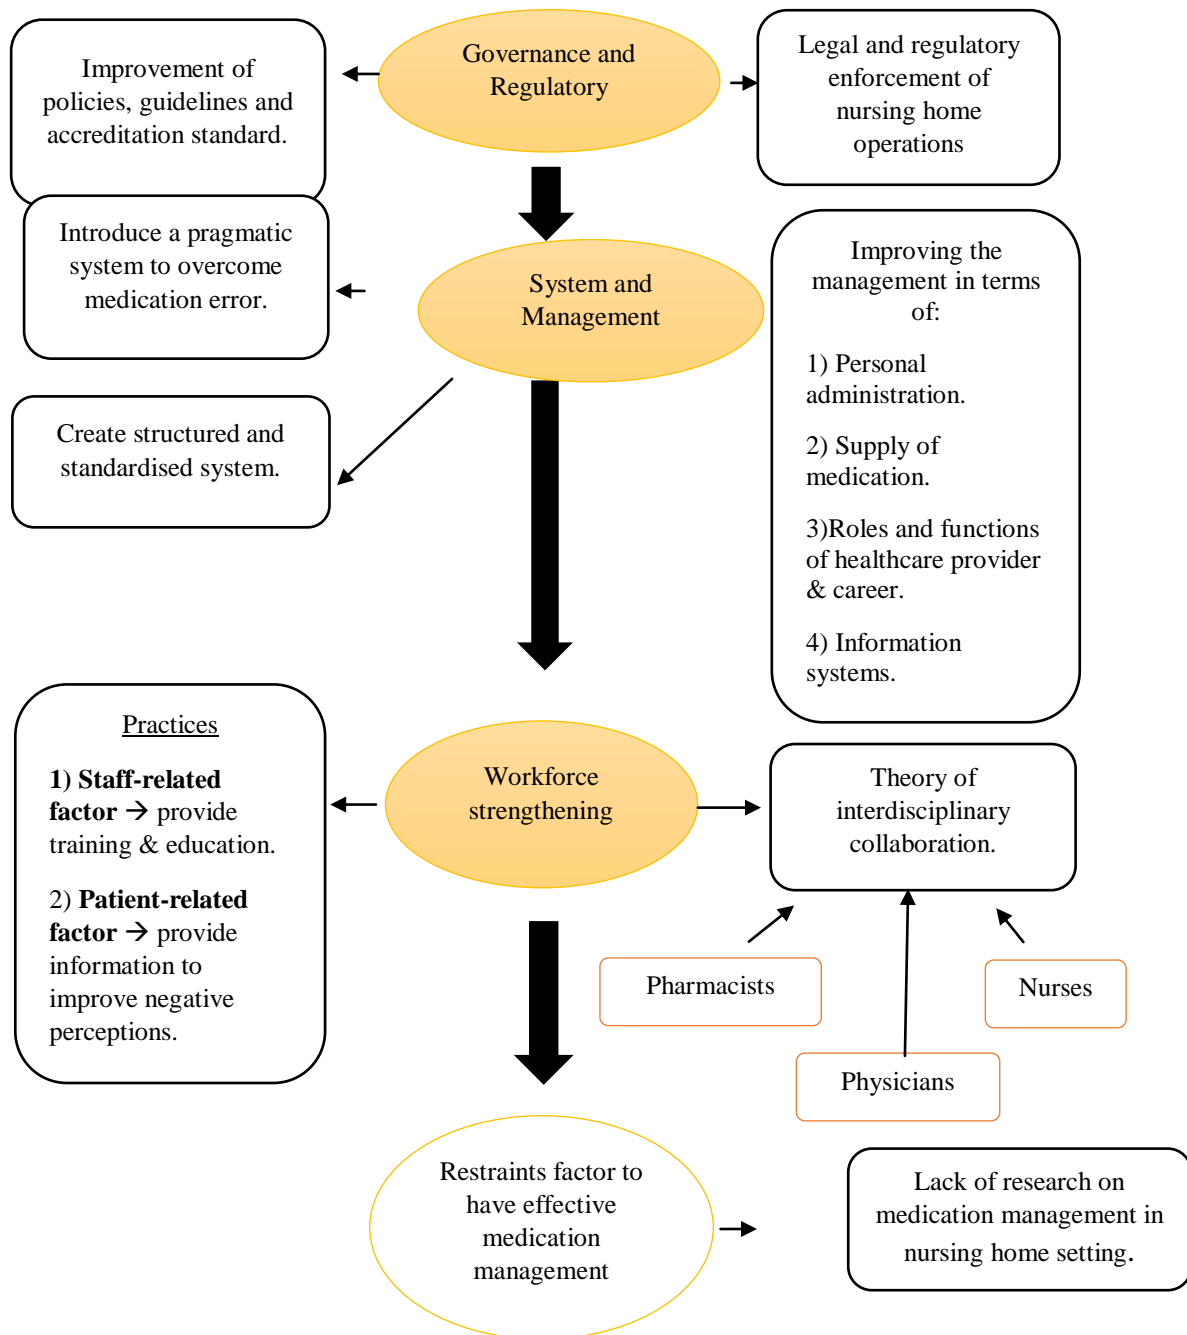 Improvement of
policies, guidelines and
accreditation standard.
Governance and
Regulatory
Legal and regulatory
enforcement of
nursing home
operations
Introduce a pragmatic
system to overcome
medication error.
System and
Management
Improving the
management in terms
of:
1) Personal
administration.
2) Supply of
medication.
3)Roles and functions
of healthcare provider
& career.
4) Information
systems.
Create structured and
standardised system.
Practices
1) Staff-related
factor → provide
training & education.
2) Patient-related
factor → provide
information to
improve negative
perceptions.
Workforce
strengthening
Theory of
interdisciplinary
collaboration.
Pharmacists
Nurses
Physicians
Restraints factor to
have effective
medication
management
Lack of research on
medication management in
nursing home setting.